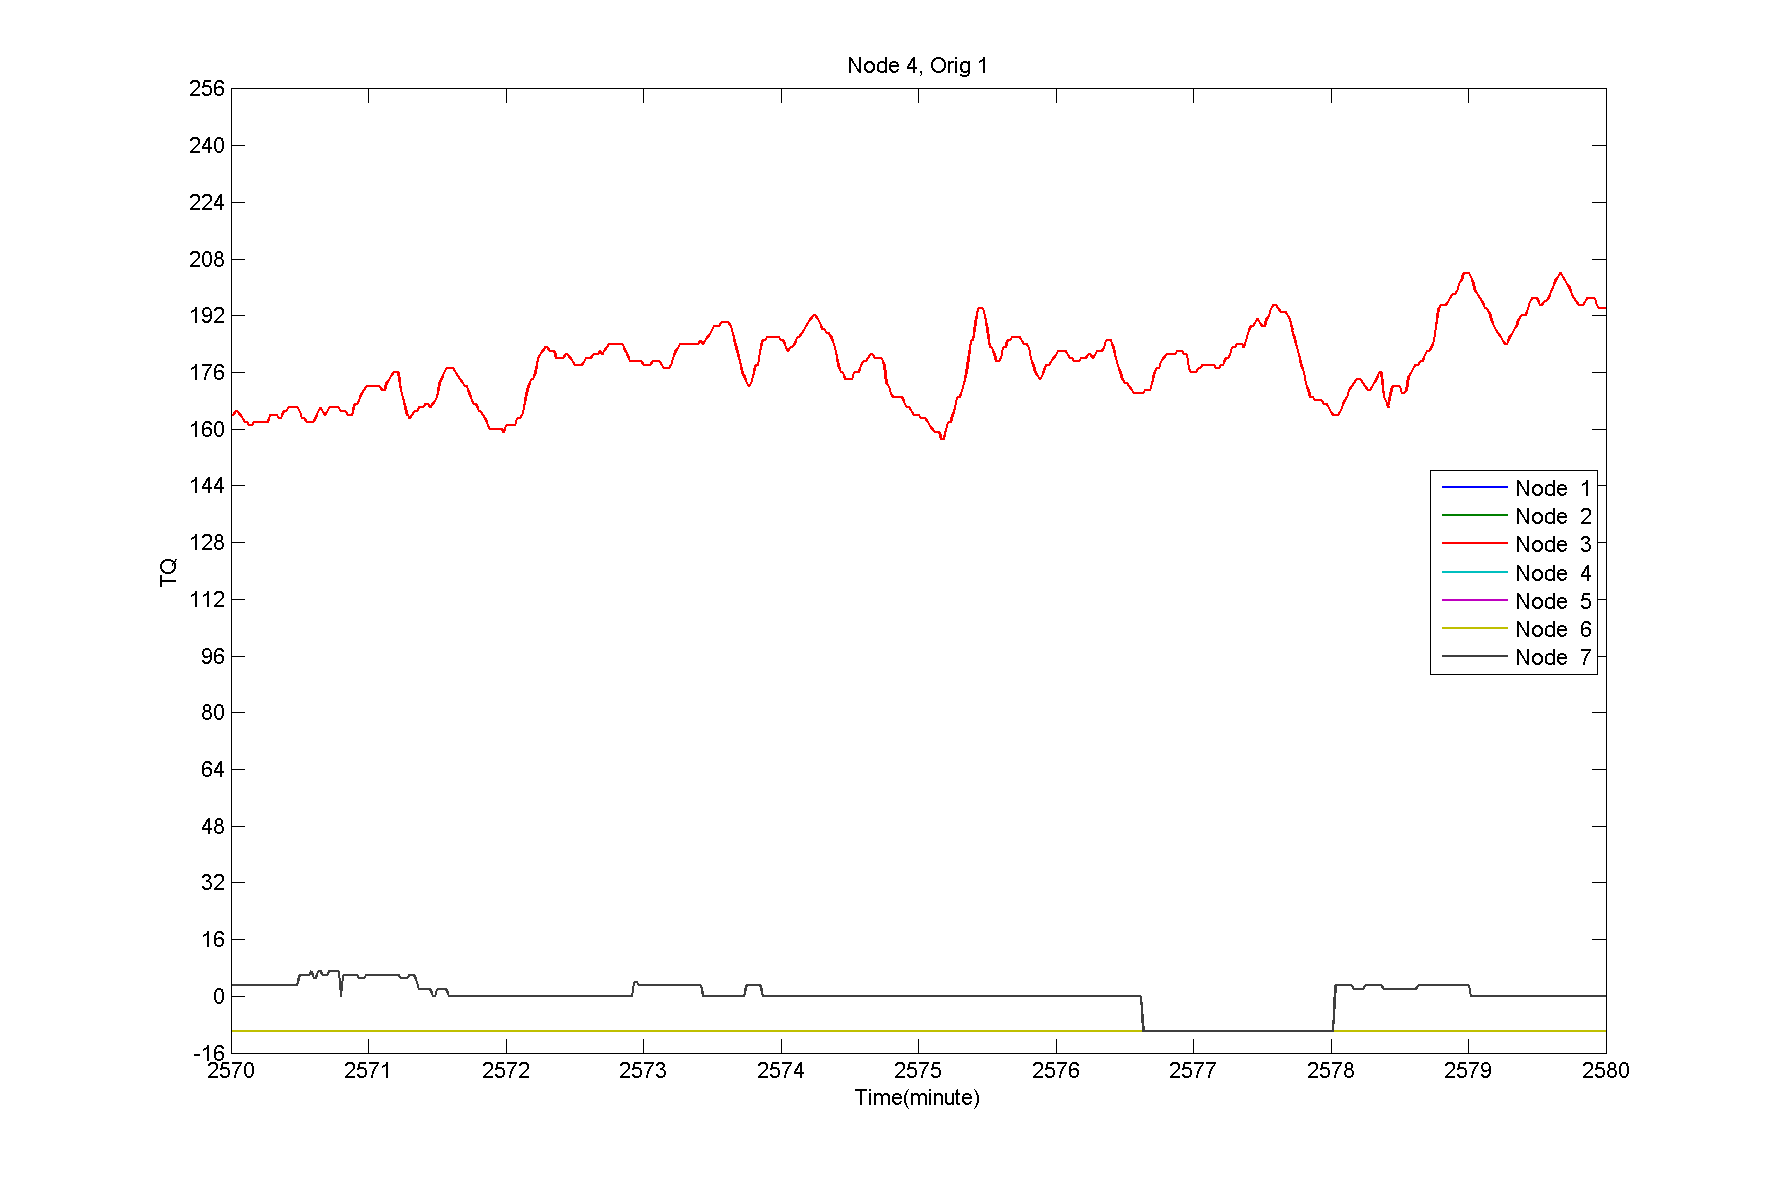 Node 4, Orig 1
256
240
224
208
192
176
160
144
128
112
96
80
64
48
32
16
0
-16
TQ
Node 1
Node 2
Node 3
Node 4
Node 5
Node 6
Node 7
2570 2571 2572 2573 2574 2575 2576 2577 2578 2579 2580
Time(minute)